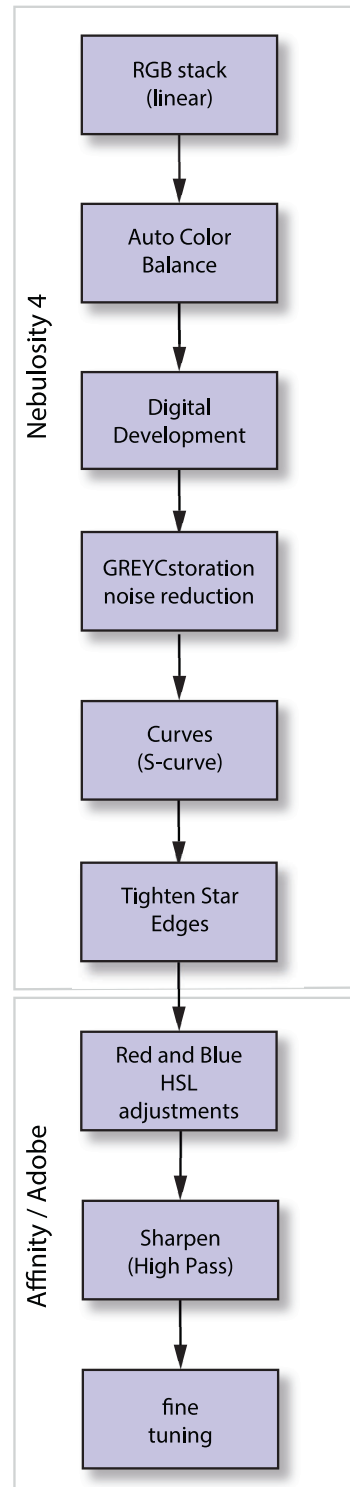 Nebulosity 4
RGB stack
(linear)
Auto Color
Balance
Digital
Development
GREYCstoration
noise reduction
Curves
(S-curve)
Tighten Star
Edges
Affinity / Adobe
Red and Blue
HSL
adjustments
Sharpen
(High Pass)
fine
tuning